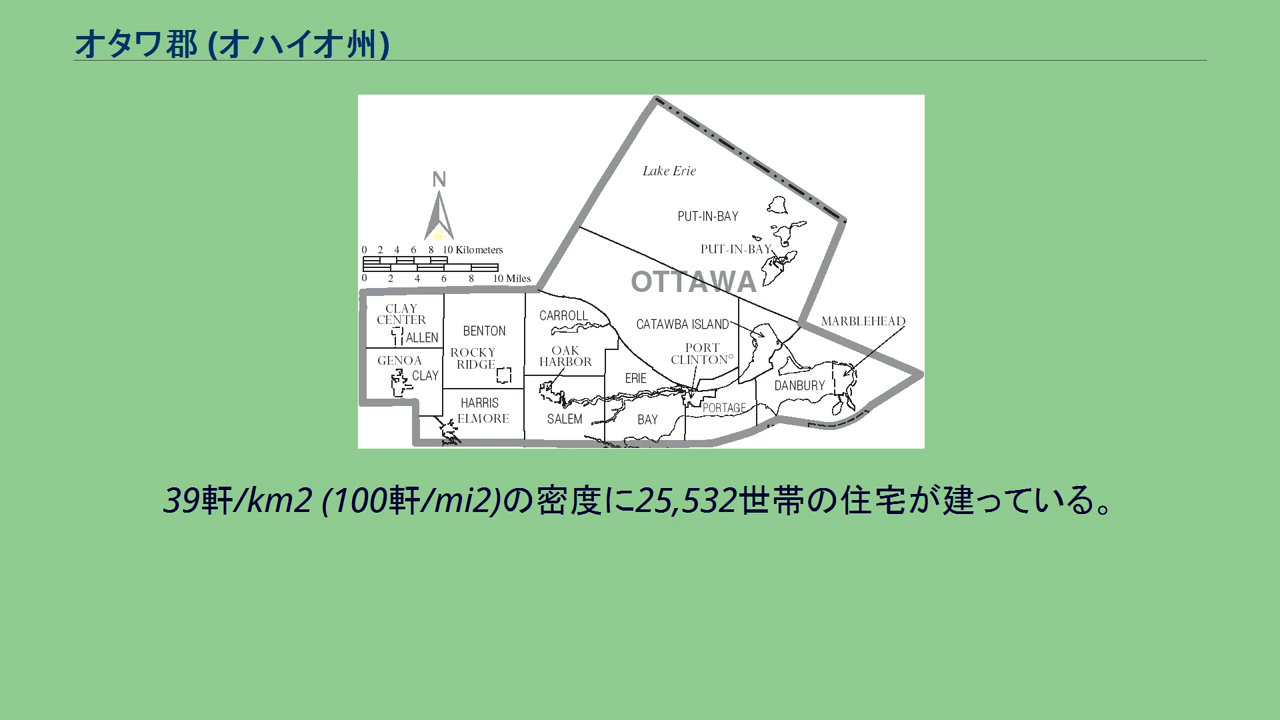 オタワ郡 (オハイオ州)
Lake Erie
N
PUT-IN-BAY
PUT-IN-BAY
0 2 4 6 8 10 Kilometers
0 2 4 6 8 10 Miles
OTTAWA
CLAY
CENTER
ALLEN
BENTON
CARROLL
CATAWBA ISLAND
MARBLEHEAD
GENOA
CLAY
ROCKY
RIDGE
OAK
HARBOR
PORT
CLINTON
ERIE
DANBURY
HARRIS
ELMORE
SALEM
BAY
PORTAGE
39軒/km2 (100軒/mi2)の密度に25,532世帯の住宅が建っている。